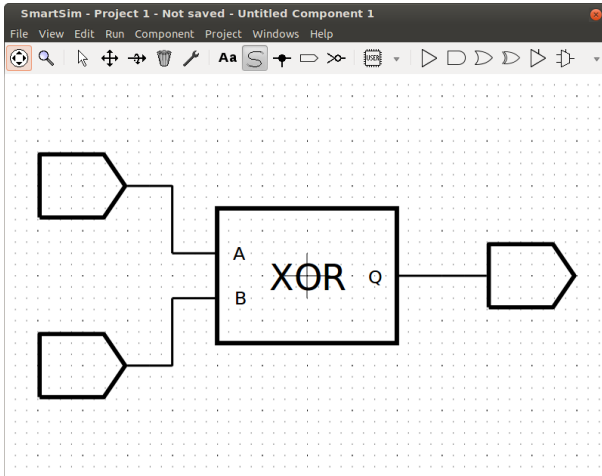 SmartSim - Project 1 - Not saved - Untitled Component 1
File View Edit Run Component Project Windows Help
Aa USER
A
XOR Q
B